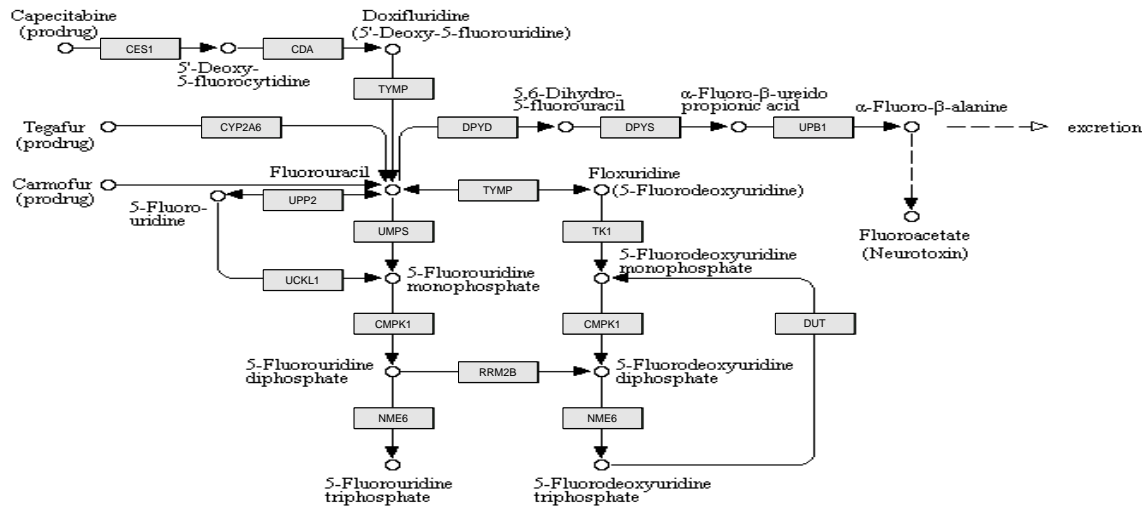 Capecitabine
(prodrug)
CES1
5'-Deoxy-
5-fluorocytidine
CDA
Doxifluridine
(5'-Deoxy-5-fluorouridine)
TYMP
Tegafur
(prodrug)
CYP2A6
DPYD
5,6-Dihydro-
5-fluorouracil
DPYS
α-Fluoro-β-ureido
propionic acid
UPB1
α-Fluoro-β-alanine
excretion
Carmofur
(prodrug)
Fluorouracil
TYMP
Floxuridine
(5-Fluorodeoxyuridine)
5-Fluoro-
uridine
UPP2
UMPS
TK1
Fluoroacetate
(Neurotoxin)
UCKL1
5-Fluorouridine
monophosphate
5-Fluorodeoxyuridine
monophosphate
CMPK1
CMPK1
DUT
5-Fluorouridine
diphosphate
RRM2B
5-Fluorodeoxyuridine
diphosphate
NME6
NME6
5-Fluorouridine
triphosphate
5-Fluorodeoxyuridine
triphosphate